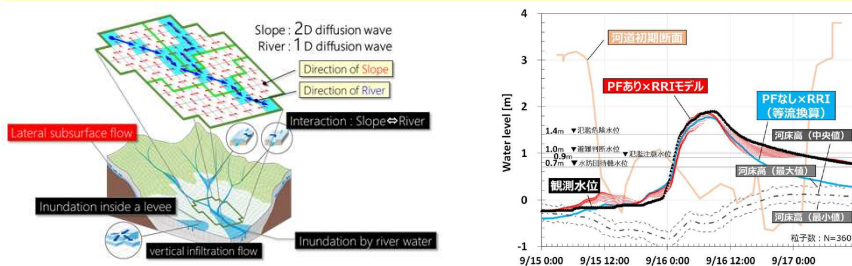 Slope : 2D diffusion wave
River : 1D diffusion wave
Direction of Slope
Direction of River
Interaction : Slope⇔River
Lateral subsurface flow
Inundation inside a levee
vertical infiltration flow
Inundation by river water
Water level [m]
4
3
2
1
0
-1
河道初期断面
PFあり×RRIモデル
PFなし×RRI
（等流換算）
1.4m ▼氾濫危険水位
1.0m ▼避難判断水位
0.9m ▼氾濫注意水位
0.7m ▼水防団待機水位
観測水位
河床高（中央値）
河床高（最大値）
河床高（最小値）
粒子数：N=360
9/15 0:00 9/15 12:00 9/16 0:00 9/16 12:00 9/17 0:00